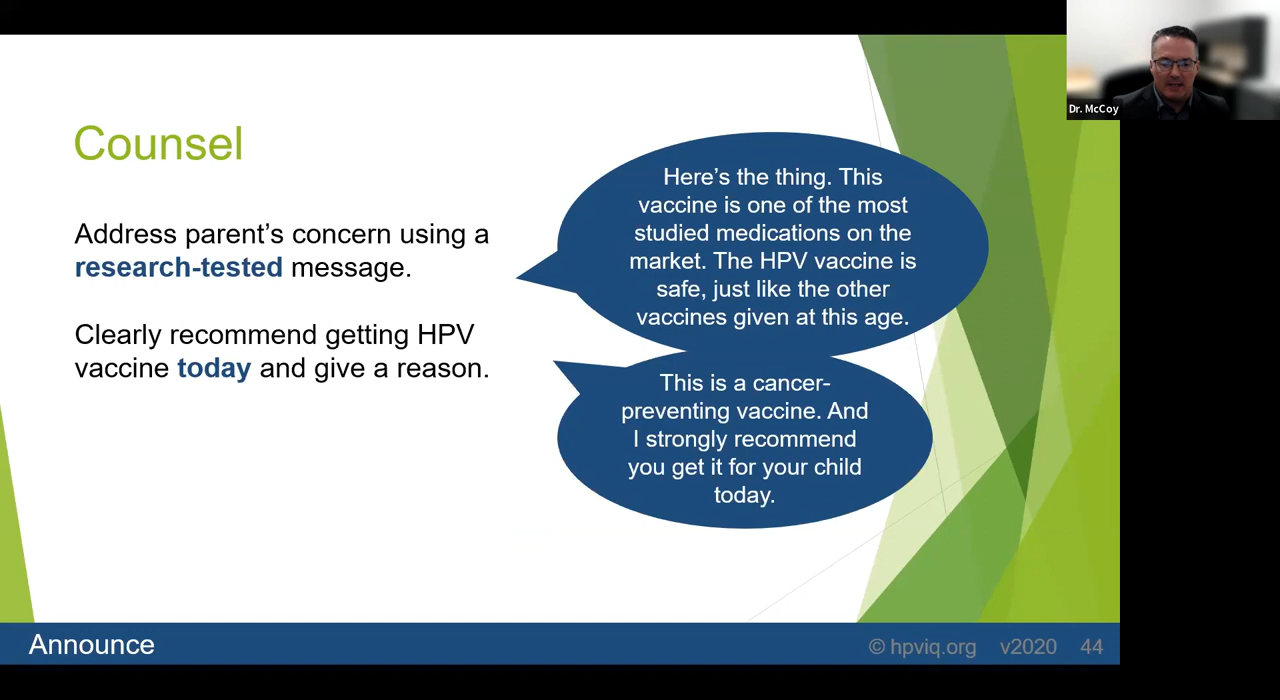 Dr. McCoy
Counsel
Address parent’s concern using a
research-tested message.
Clearly recommend getting HPV
vaccine today and give a reason.
Here’s the thing. This
vaccine is one of the most
studied medications on the
market. The HPV vaccine is
safe, just like the other
vaccines given at this age.
This is a cancer-
preventing vaccine. And
I strongly recommend
you get it for your child
today.
Announce
© hpviq.org v2020 44